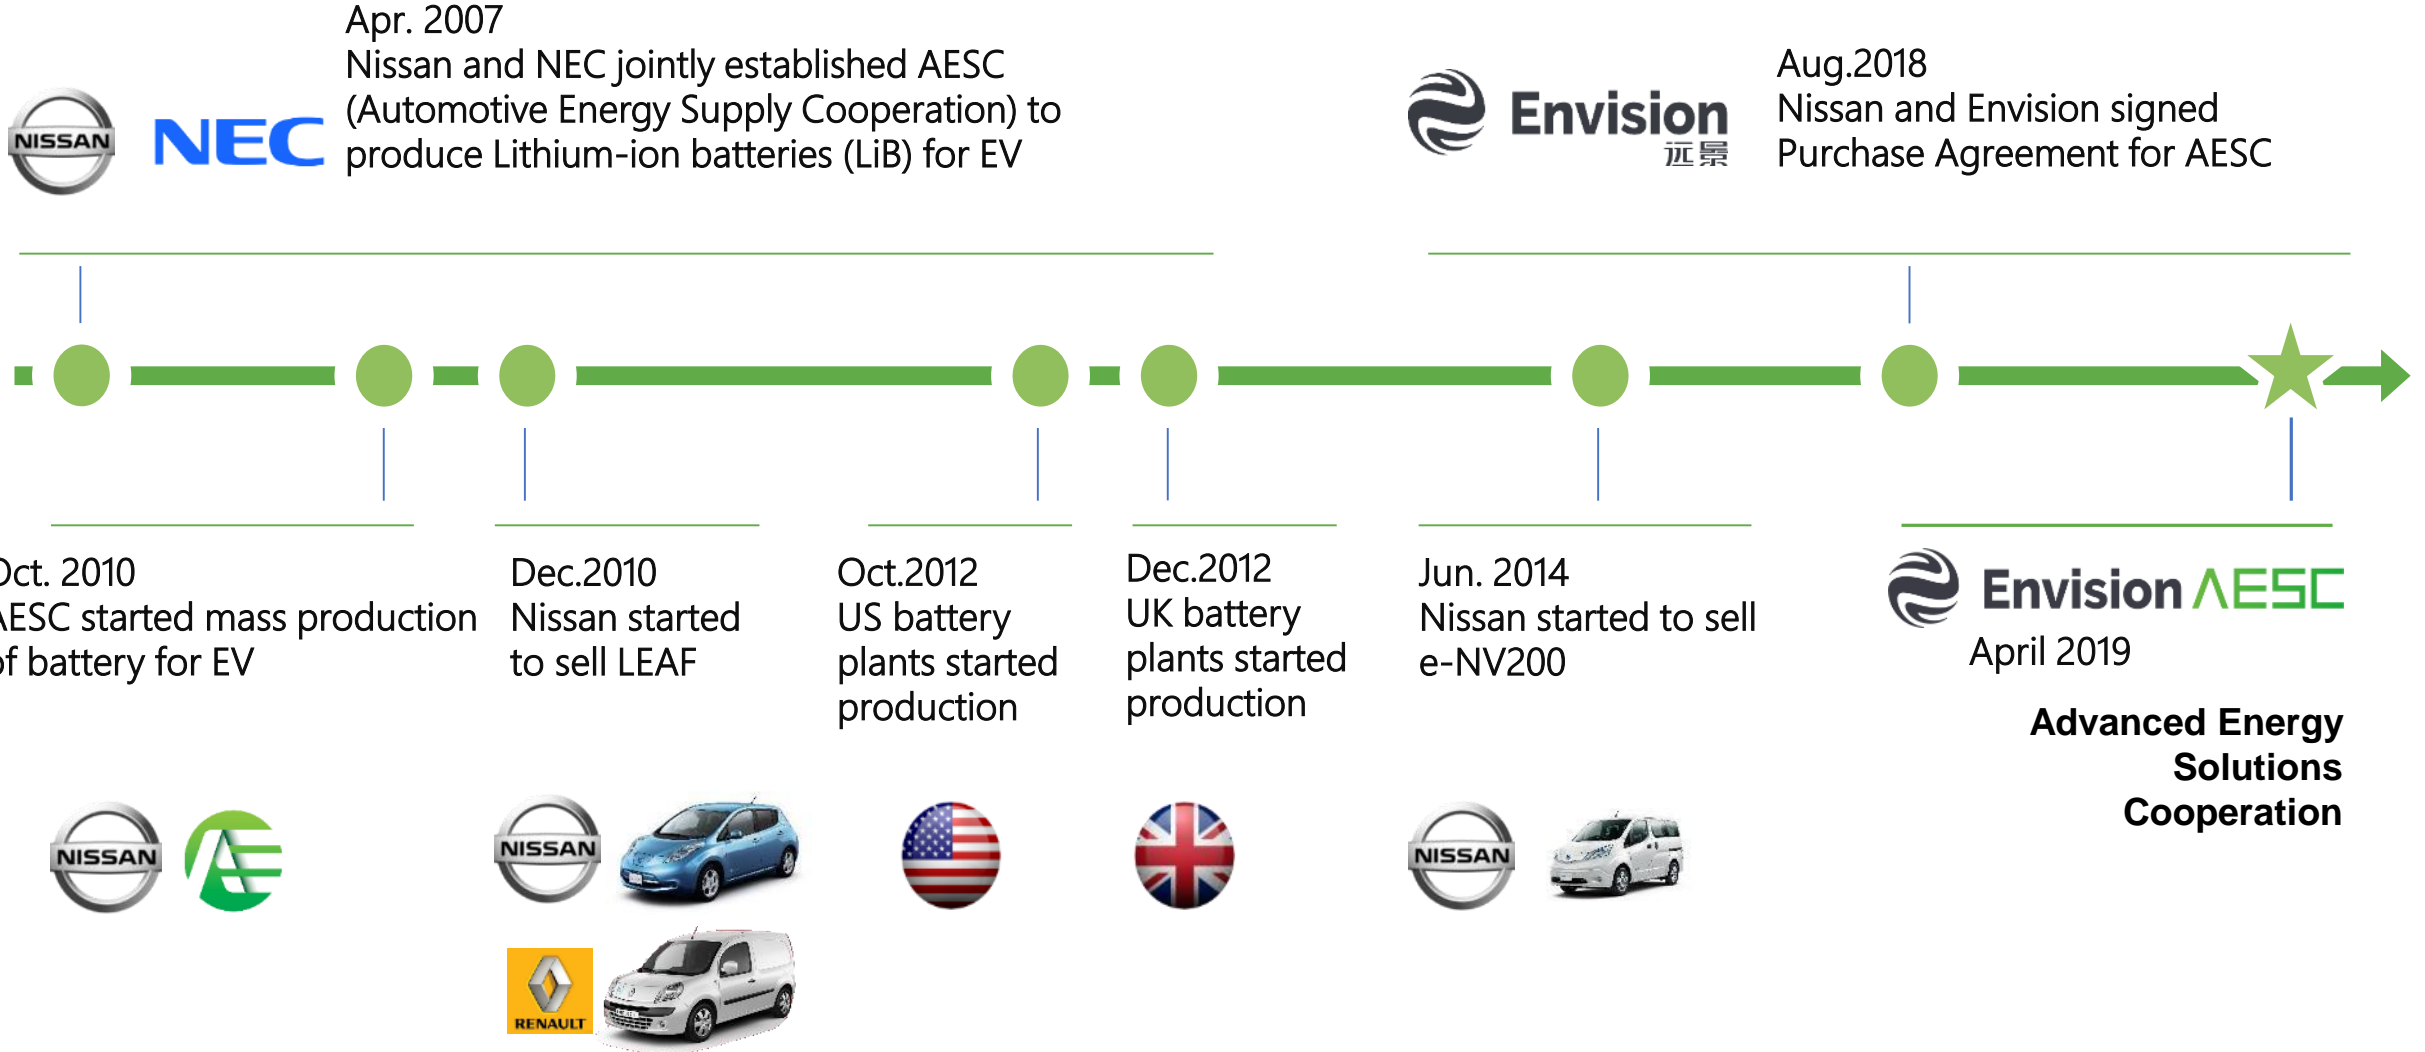 Apr. 2007
Nissan and NEC jointly established AESC
(Automotive Energy Supply Cooperation) to
produce Lithium-ion batteries (LiB) for EV
NISSAN
NEC
Envision
远景
Aug.2018
Nissan and Envision signed
Purchase Agreement for AESC
Oct. 2010
AESC started mass production
of battery for EV
NISSAN
Dec.2010
Nissan started
to sell LEAF
NISSAN
RENAULT
Oct.2012
US battery
plants started
production
Dec.2012
UK battery
plants started
production
Jun. 2014
Nissan started to sell
e-NV200
NISSAN
Envision AESC
April 2019
Advanced Energy
Solutions
Cooperation